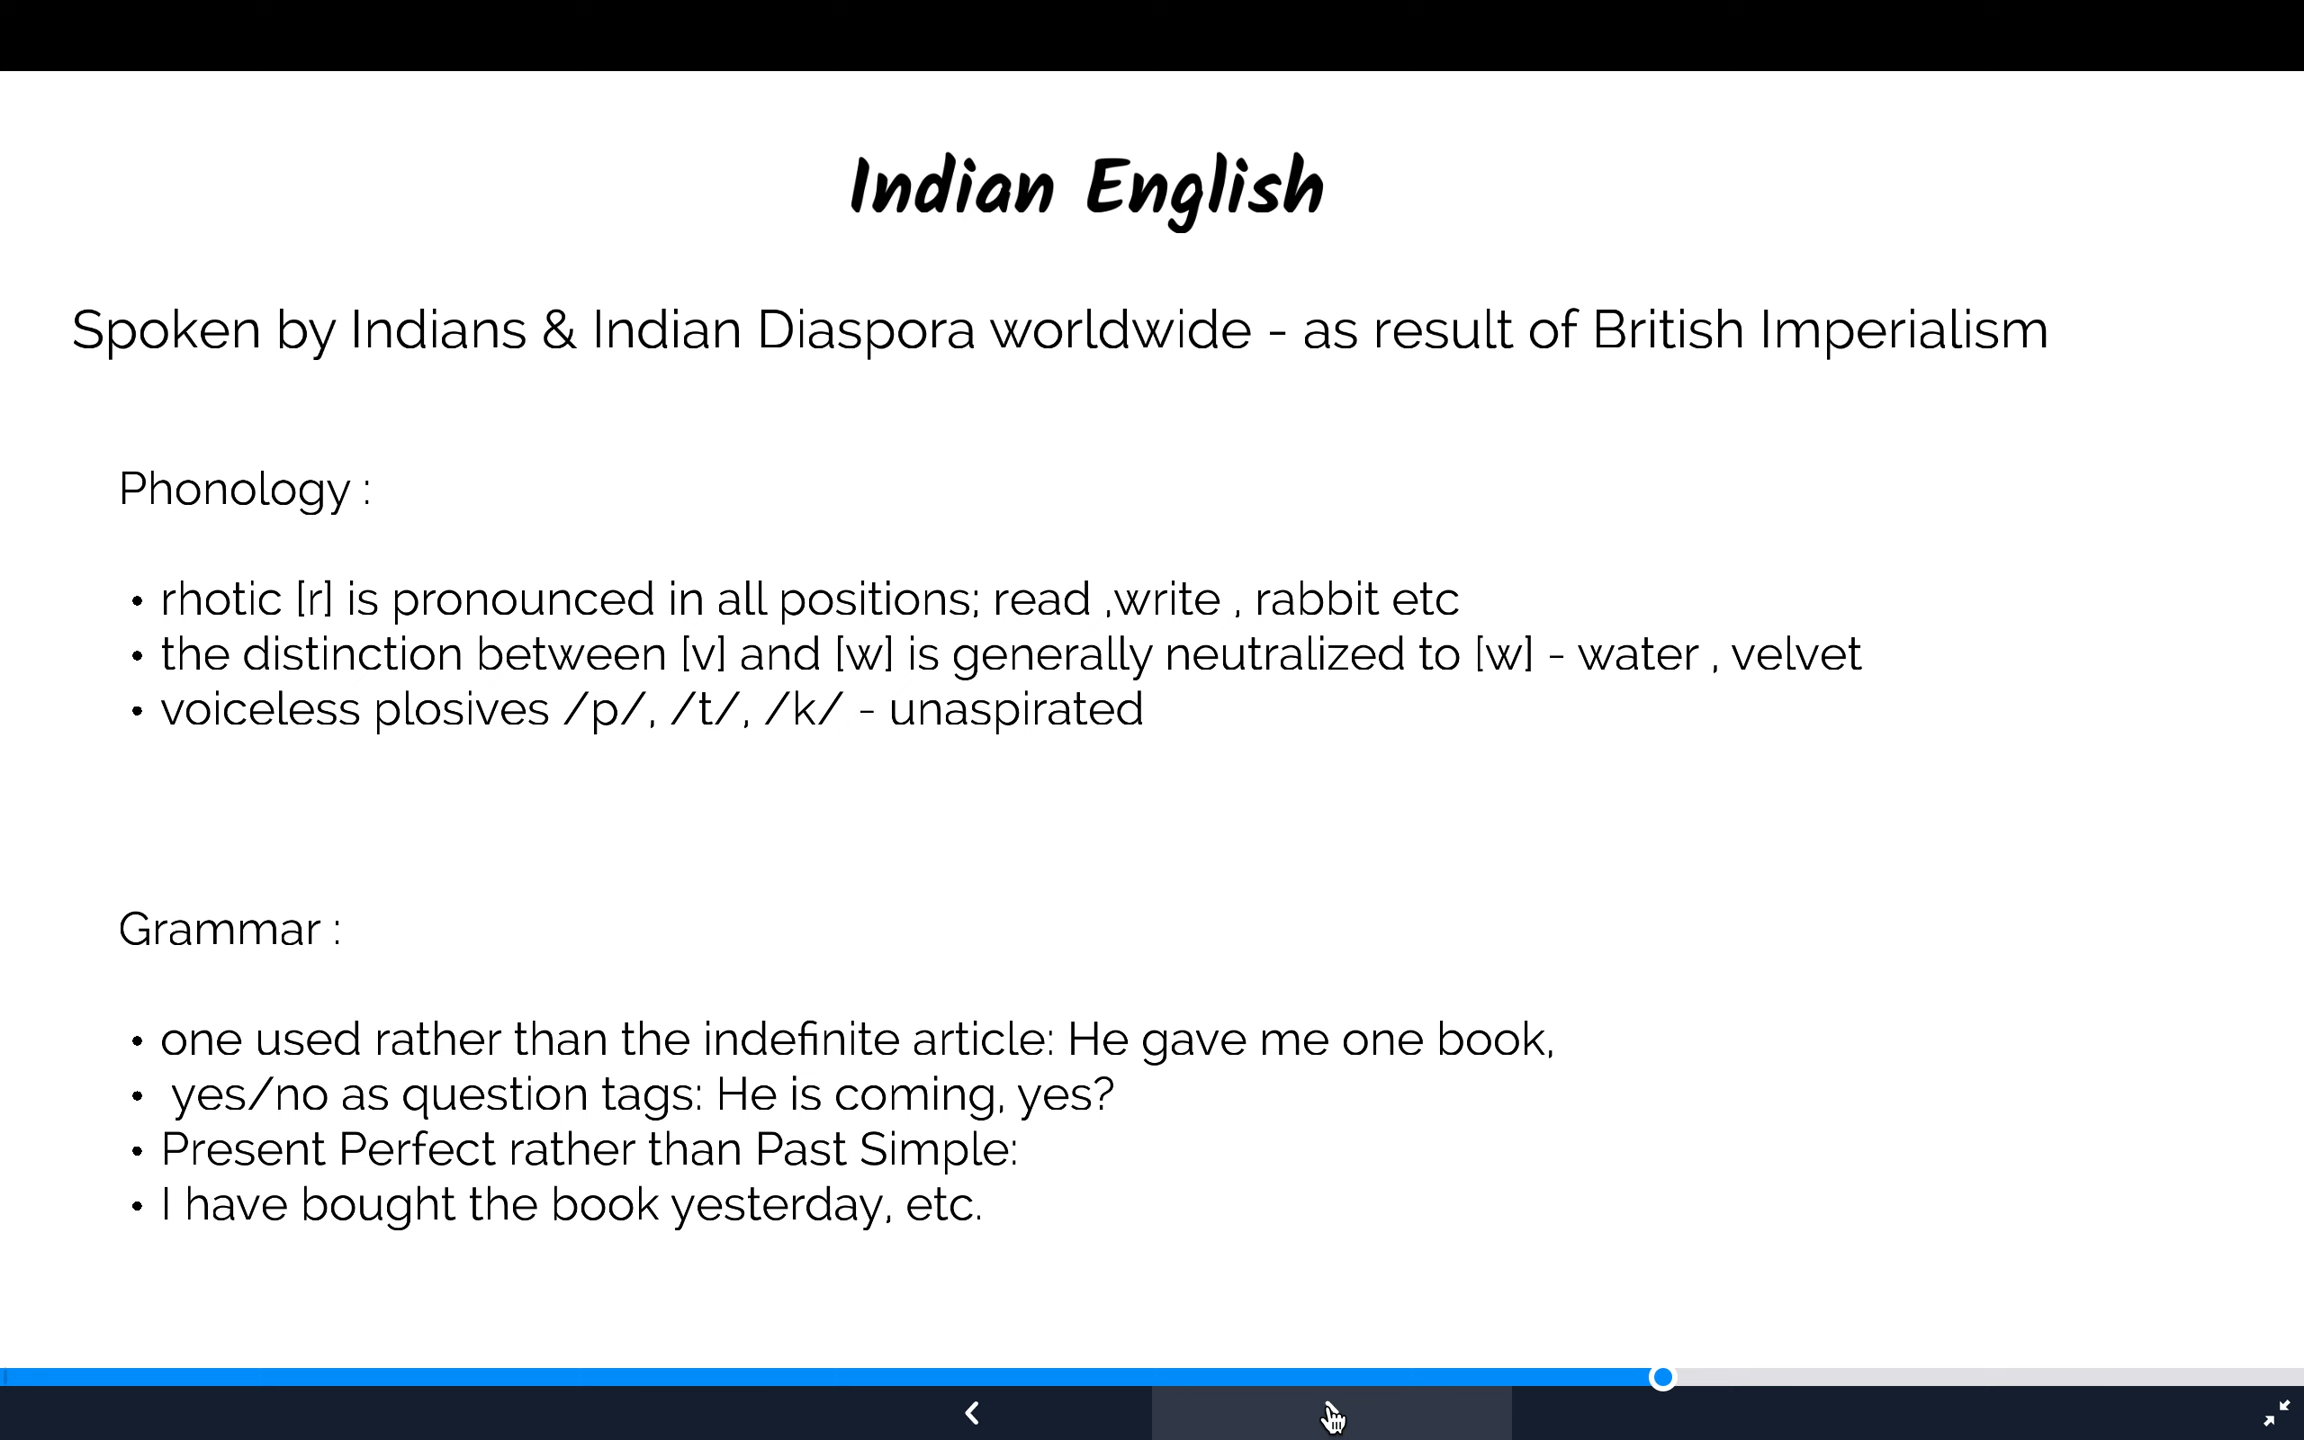 Indian English
Spoken by Indians & Indian Diaspora worldwide - as result of British Imperialism
Phonology :
• rhotic [r] is pronounced in all positions; read ,write , rabbit etc
• the distinction between [v] and [w] is generally neutralized to [w] - water , velvet
• voiceless plosives /p/, /t/, /k/ - unaspirated
Grammar :
• one used rather than the indefinite article: He gave me one book,
• yes/no as question tags: He is coming, yes?
• Present Perfect rather than Past Simple:
• I have bought the book yesterday, etc.